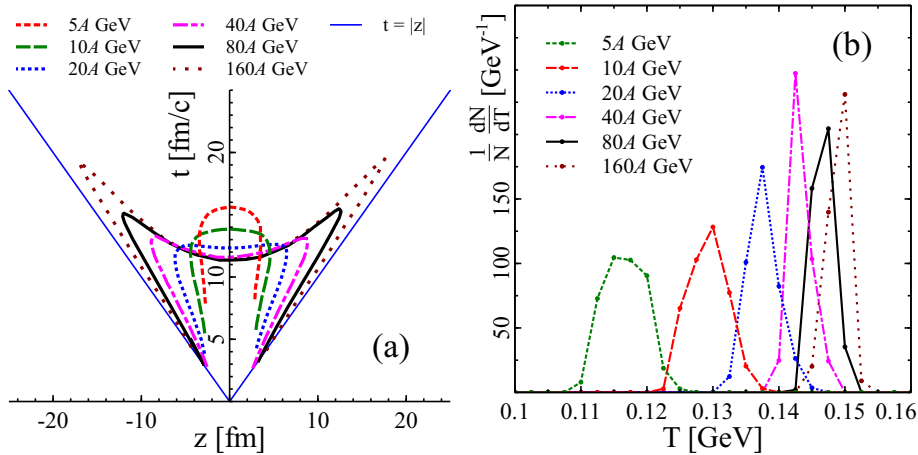 5A GeV 40A GeV t = |z|
10A GeV 80A GeV
20A GeV 160A GeV
t [fm/c]
20
10
5
(a)
-20 -10 0 10 20
z [fm]
(b)
1/N dN/dT [GeV⁻¹]
5A GeV
10A GeV
20A GeV
40A GeV
80A GeV
160A GeV
150
100
50
0.1 0.11 0.12 0.13 0.14 0.15 0.16
T [GeV]